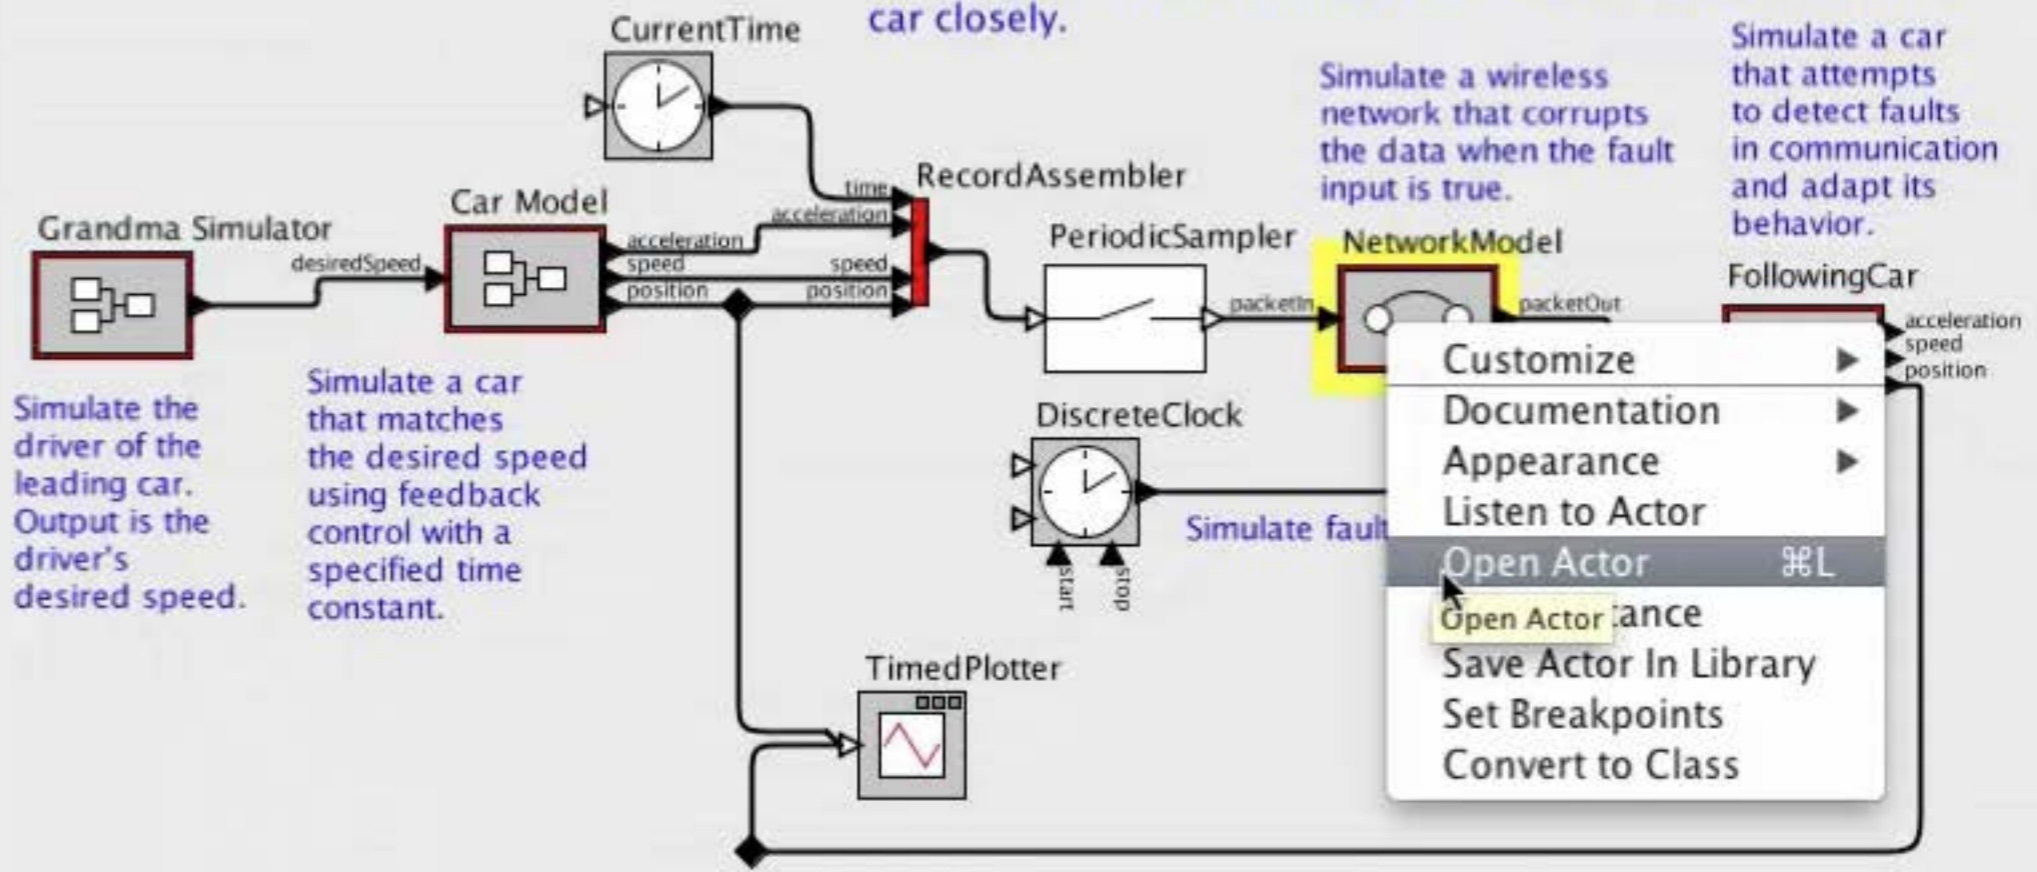 car closely.
CurrentTime
Simulate a car
that attempts
to detect faults
in communication
and adapt its
behavior.
Simulate a wireless
network that corrupts
the data when the fault
input is true.
RecordAssembler
time
acceleration
speed
position
Car Model
acceleration
speed
position
Grandma Simulator
desiredSpeed
PeriodicSampler
packetIn
NetworkModel
packetOut
FollowingCar
acceleration
speed
position
Simulate the
driver of the
leading car.
Output is the
driver's
desired speed.
Simulate a car
that matches
the desired speed
using feedback
control with a
specified time
constant.
DiscreteClock
start
stop
Simulate fault
Customize
Documentation
Appearance
Listen to Actor
Open Actor ⌘L
Open Actor
Save Actor In Library
Set Breakpoints
Convert to Class
TimedPlotter